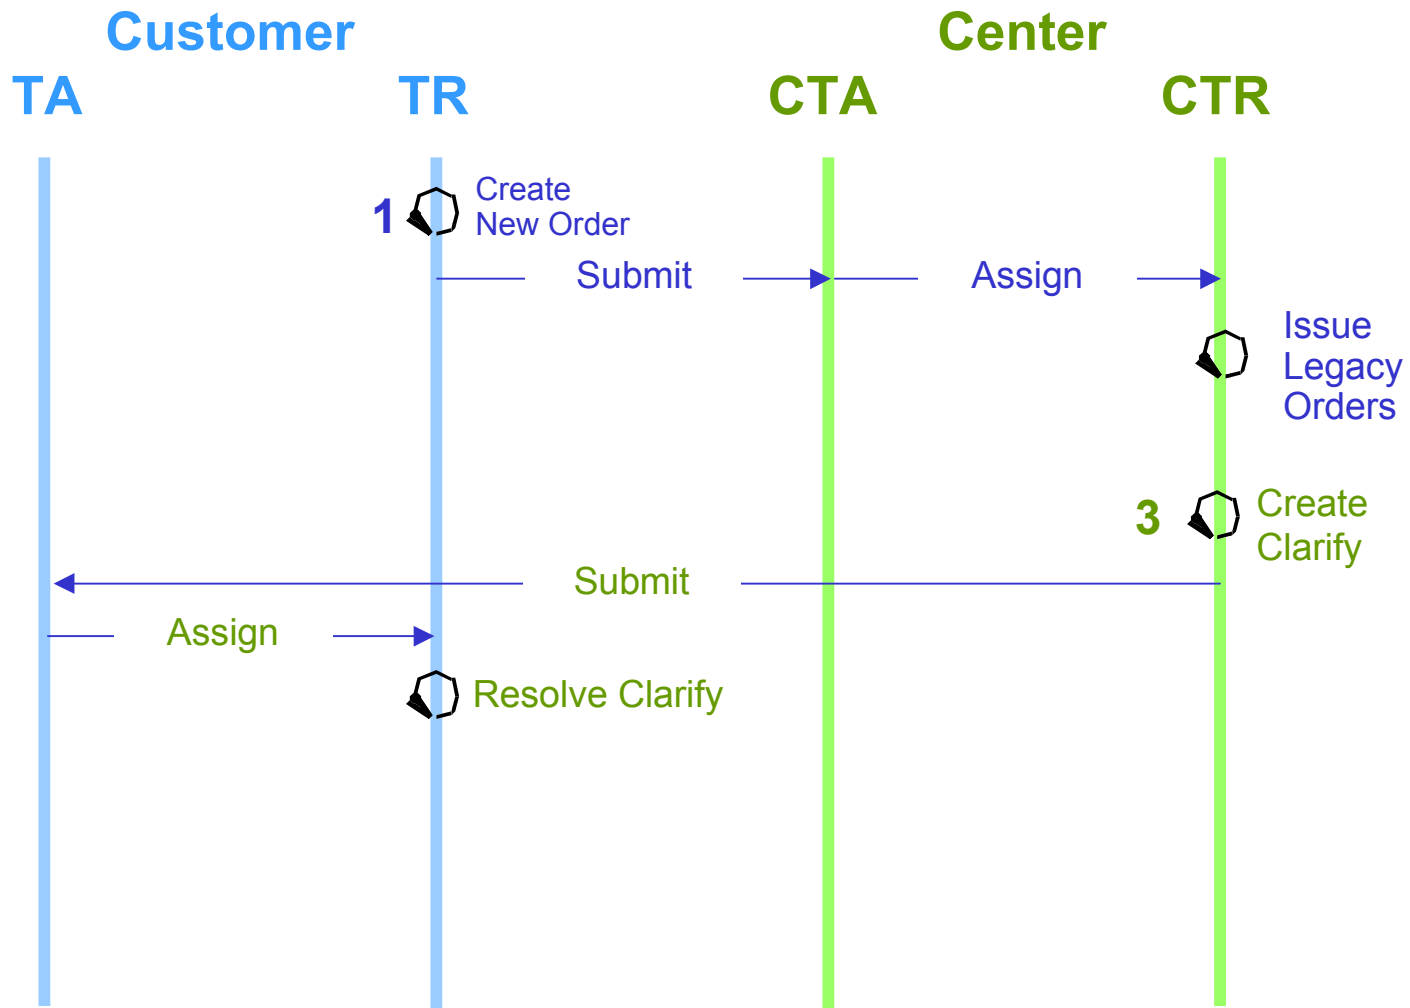 Customer
Center
TA
TR
CTA
CTR
1
Create
New Order
Submit
Assign
Issue
Legacy
Orders
3
Create
Clarify
Submit
Assign
Resolve Clarify